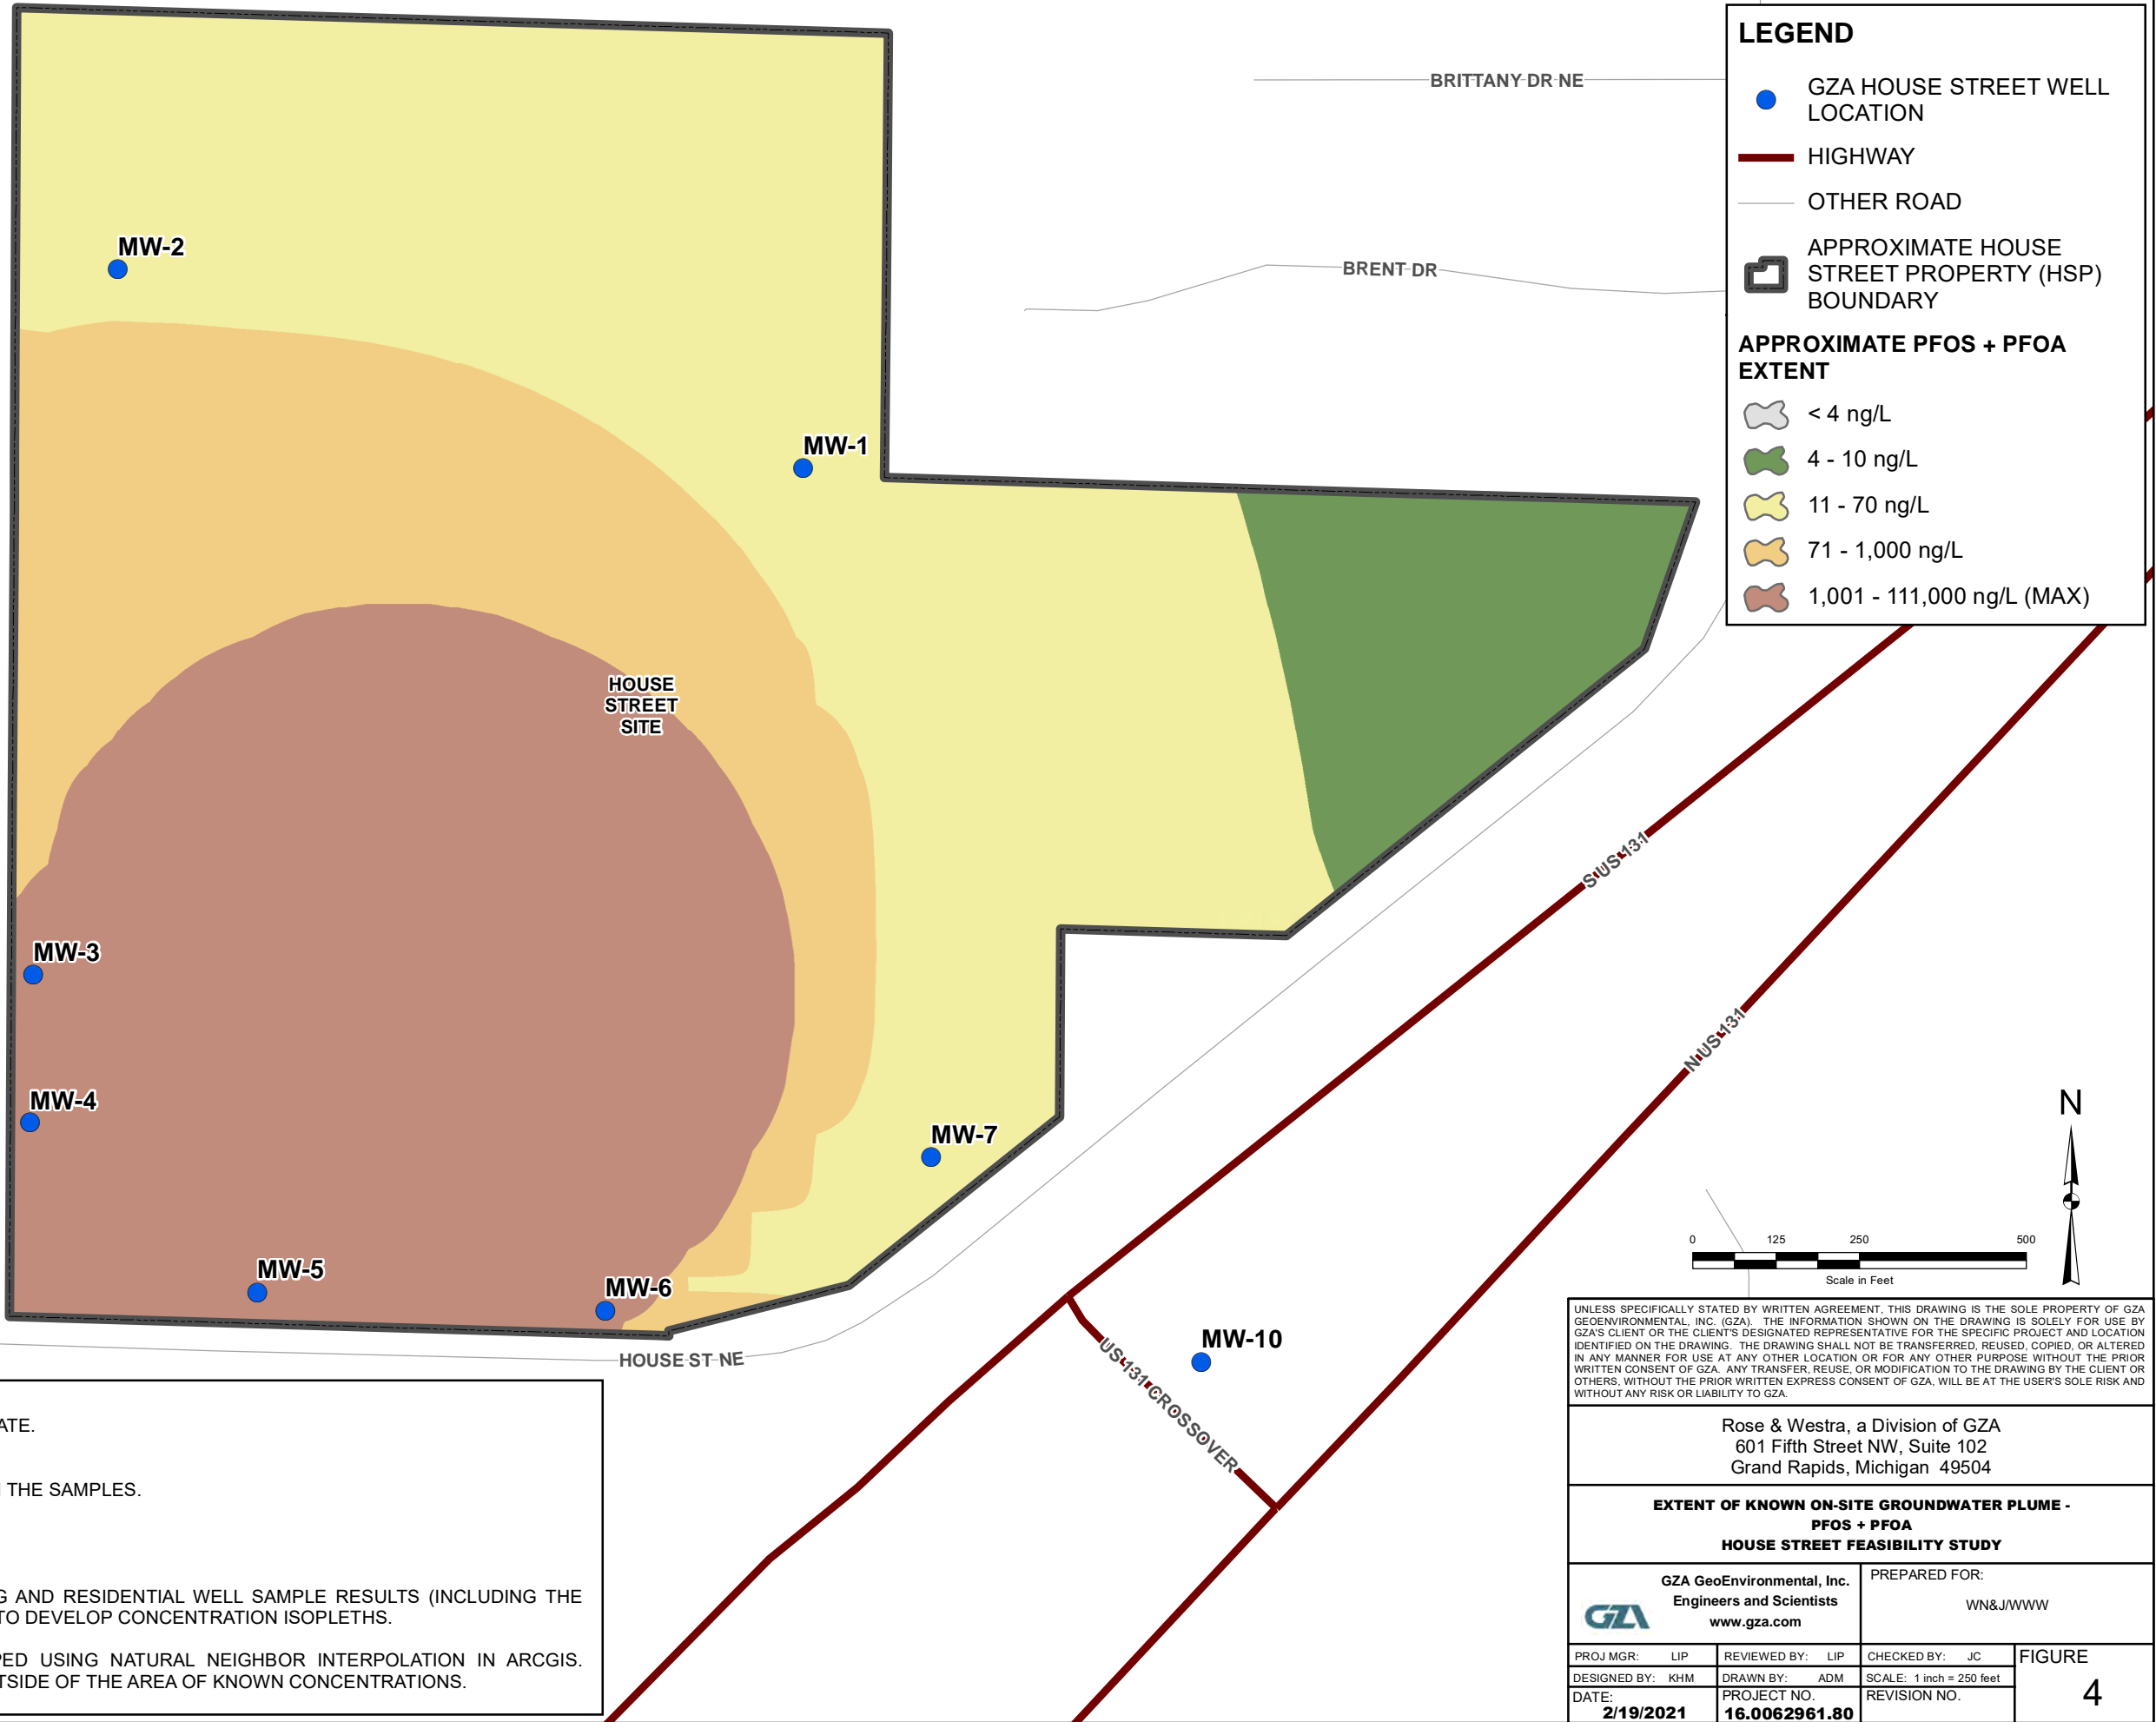 BRITTANY DR NE
BRENT DR
MW-2
MW-1
HOUSE
STREET
SITE
MW-3
MW-4
MW-5
MW-6
MW-7
MW-10
HOUSE ST NE
S US 131
N US 131
US 131 CROSSOVER
LEGEND
GZA HOUSE STREET WELL
LOCATION
HIGHWAY
OTHER ROAD
APPROXIMATE HOUSE
STREET PROPERTY (HSP)
BOUNDARY
APPROXIMATE PFOS + PFOA
EXTENT
< 4 ng/L
4 - 10 ng/L
11 - 70 ng/L
71 - 1,000 ng/L
1,001 - 111,000 ng/L (MAX)
N
0 125 250 500
Scale in Feet
ATE.
THE SAMPLES.
G AND RESIDENTIAL WELL SAMPLE RESULTS (INCLUDING THE
TO DEVELOP CONCENTRATION ISOPLETHS.
PED USING NATURAL NEIGHBOR INTERPOLATION IN ARCGIS.
TSIDE OF THE AREA OF KNOWN CONCENTRATIONS.
UNLESS SPECIFICALLY STATED BY WRITTEN AGREEMENT, THIS DRAWING IS THE SOLE PROPERTY OF GZA
GEOENVIRONMENTAL, INC. (GZA). THE INFORMATION SHOWN ON THE DRAWING IS SOLELY FOR USE BY
GZA'S CLIENT OR THE CLIENT'S DESIGNATED REPRESENTATIVE FOR THE SPECIFIC PROJECT AND LOCATION
IDENTIFIED ON THE DRAWING. THE DRAWING SHALL NOT BE TRANSFERRED, REUSED, COPIED, OR ALTERED
IN ANY MANNER FOR USE AT ANY OTHER LOCATION OR FOR ANY OTHER PURPOSE WITHOUT THE PRIOR
WRITTEN CONSENT OF GZA. ANY TRANSFER, REUSE, OR MODIFICATION TO THE DRAWING BY THE CLIENT OR
OTHERS, WITHOUT THE PRIOR WRITTEN EXPRESS CONSENT OF GZA, WILL BE AT THE USER'S SOLE RISK AND
WITHOUT ANY RISK OR LIABILITY TO GZA.
Rose & Westra, a Division of GZA
601 Fifth Street NW, Suite 102
Grand Rapids, Michigan 49504
EXTENT OF KNOWN ON-SITE GROUNDWATER PLUME -
PFOS + PFOA
HOUSE STREET FEASIBILITY STUDY
GZA
GZA GeoEnvironmental, Inc.
Engineers and Scientists
www.gza.com
PREPARED FOR:
WN&J/WWW
PROJ MGR: LIP
REVIEWED BY: LIP
CHECKED BY: JC
DESIGNED BY: KHM
DRAWN BY: ADM
SCALE: 1 inch = 250 feet
DATE:
2/19/2021
PROJECT NO.
16.0062961.80
REVISION NO.
FIGURE
4